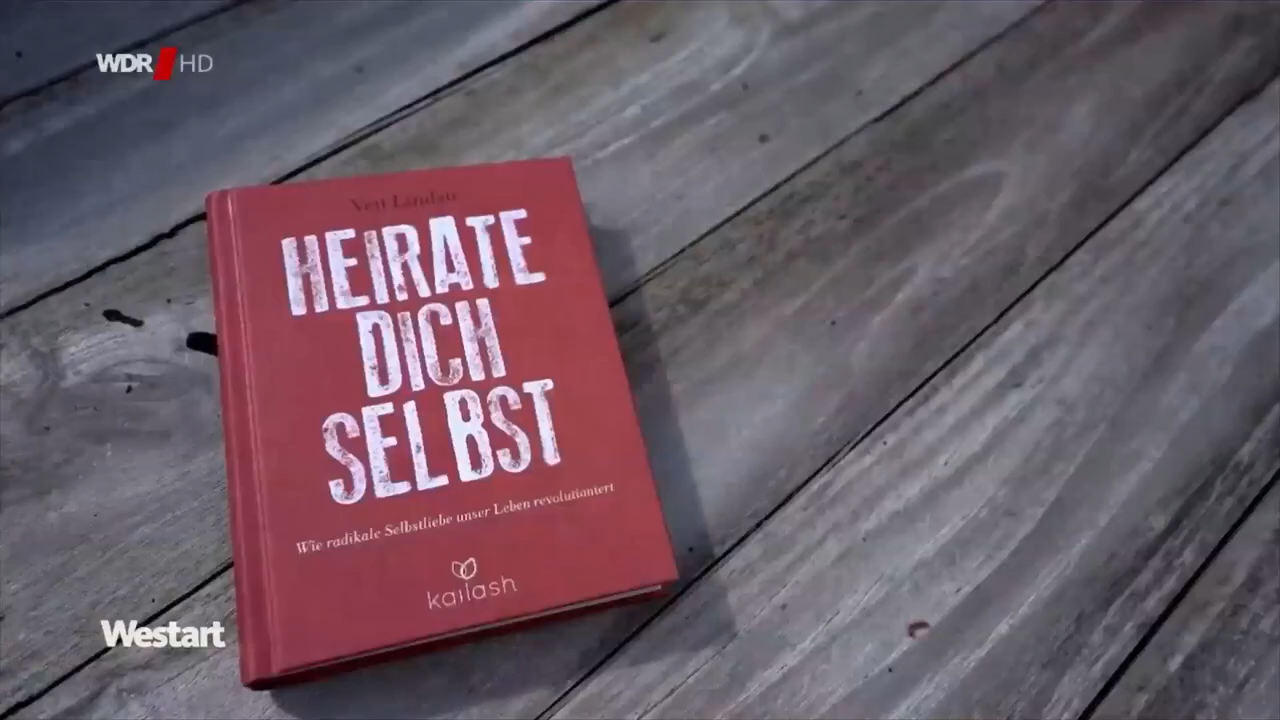 WDR HD
Veit Lindau
HEIRATE
DICH
SELBST
Wie radikale Selbstliebe unser Leben revolutioniert
kailash
Westart